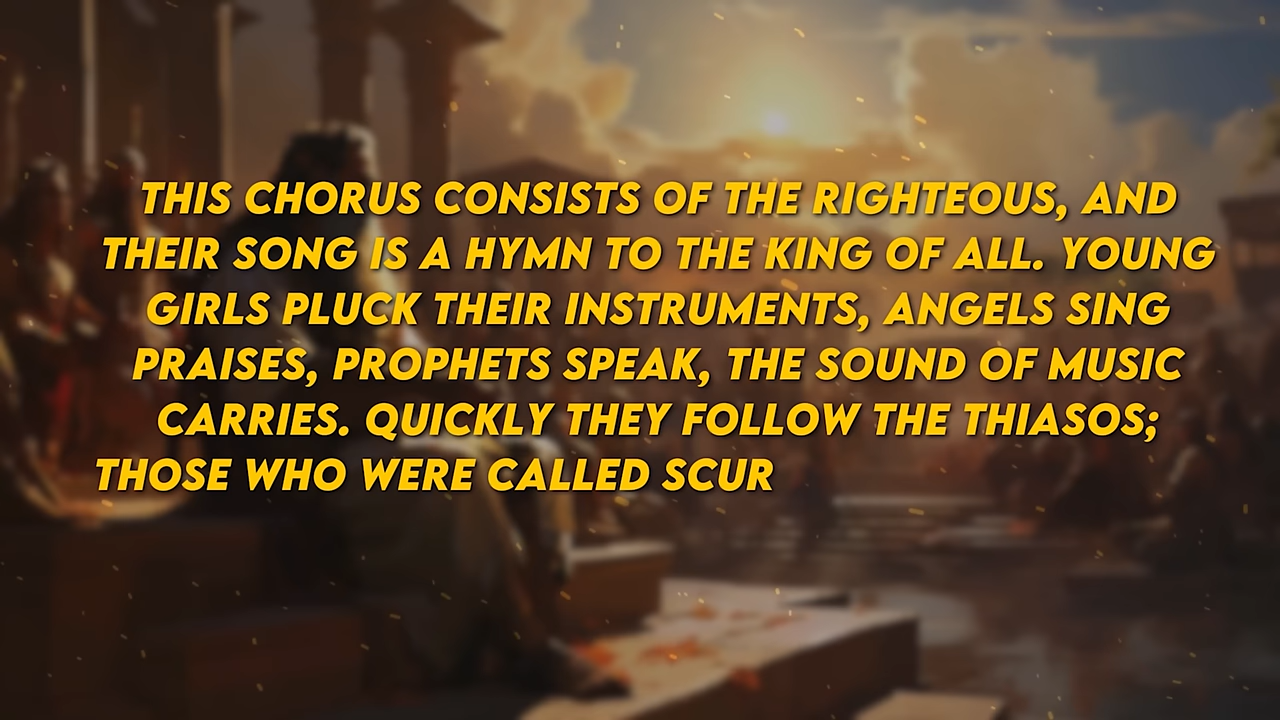 THIS CHORUS CONSISTS OF THE RIGHTEOUS, AND
THEIR SONG IS A HYMN TO THE KING OF ALL. YOUNG
GIRLS PLUCK THEIR INSTRUMENTS, ANGELS SING
PRAISES, PROPHETS SPEAK, THE SOUND OF MUSIC
CARRIES. QUICKLY THEY FOLLOW THE THIASOS;
THOSE WHO WERE CALLED SCUR